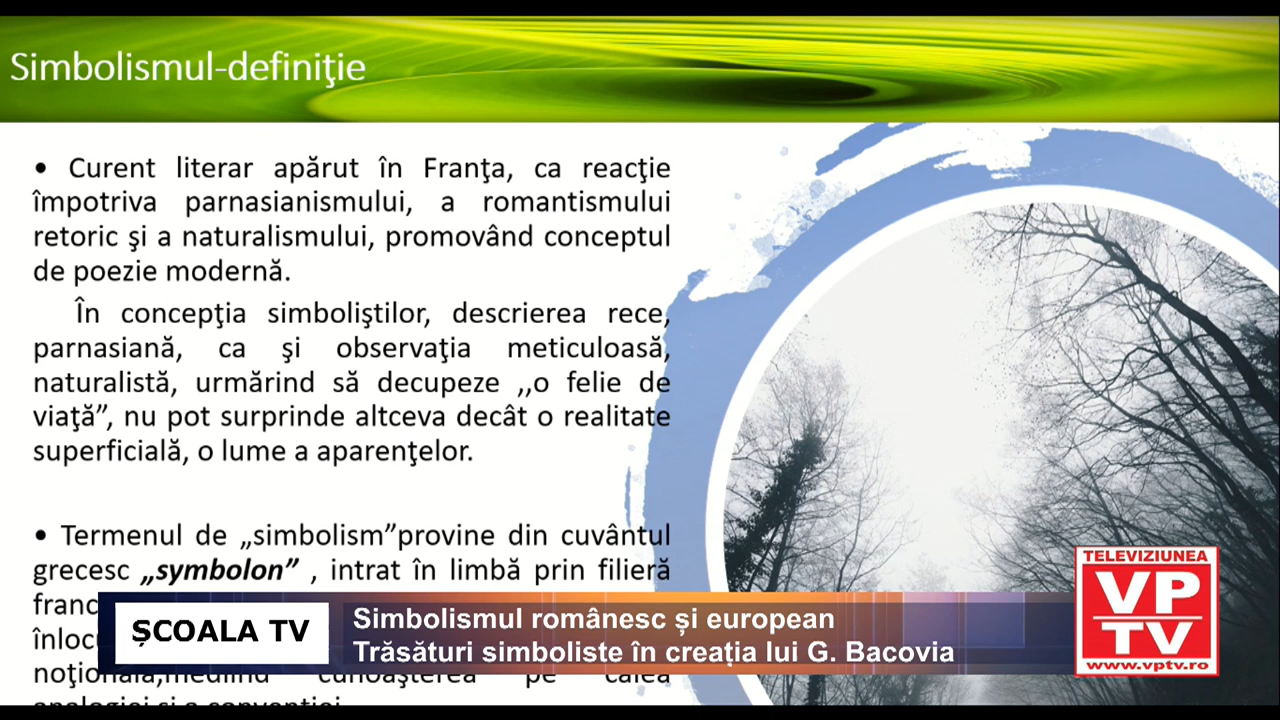 Simbolismul-definiţie
• Curent literar apărut în Franţa, ca reacţie
împotriva parnasianismului, a romantismului
retoric şi a naturalismului, promovând conceptul
de poezie modernă.
În concepţia simboliştilor, descrierea rece,
parnasiană, ca şi observaţia meticuloasă,
naturalistă, urmărind să decupeze ,,o felie de
viaţă”, nu pot surprinde altceva decât o realitate
superficială, o lume a aparenţelor.
• Termenul de „simbolism”provine din cuvântul
grecesc „symbolon” , intrat în limbă prin filieră
ȘCOALA TV
Simbolismul românesc și european
Trăsături simboliste în creația lui G. Bacovia
cunoaşterea pe calea
TELEVIZIUNEA
VP
TV
www.vptv.ro